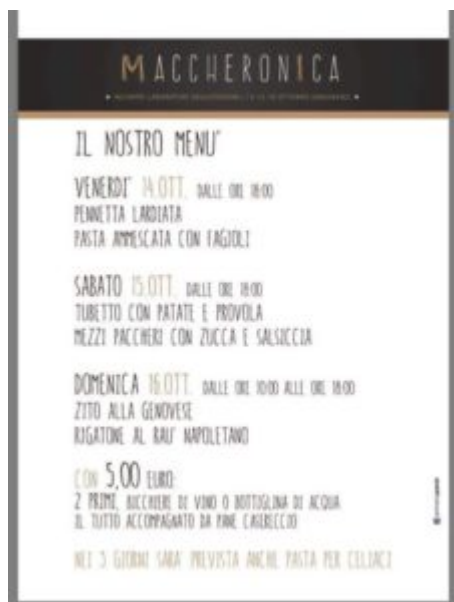 MACCHERONICA
IL NOSTRO MENU'
VENERDI' 14 OTT. DALLE ORE 18:00
PENNETTA LARDIATA
PASTA AMMESCATA CON FAGIOLI
SABATO 15 OTT. DALLE ORE 18:00
TUBETTO CON PATATE E PROVOLA
MEZZI PACCHERI CON ZUCCA E SALSICCIA
DOMENICA 16 OTT. DALLE ORE 10:00 ALLE ORE 18:00
ZITO ALLA GENOVESE
RIGATONE AL RAU' NAPOLETANO
CON 5,00 EURO:
2 PRIMI, BICCHIERE DI VINO O BOTTIGLINA DI ACQUA
IL TUTTO ACCOMPAGNATO DA PANE CASERECCIO
NEI 3 GIORNI SARA' PREVISTA ANCHE PASTA PER CELIACI